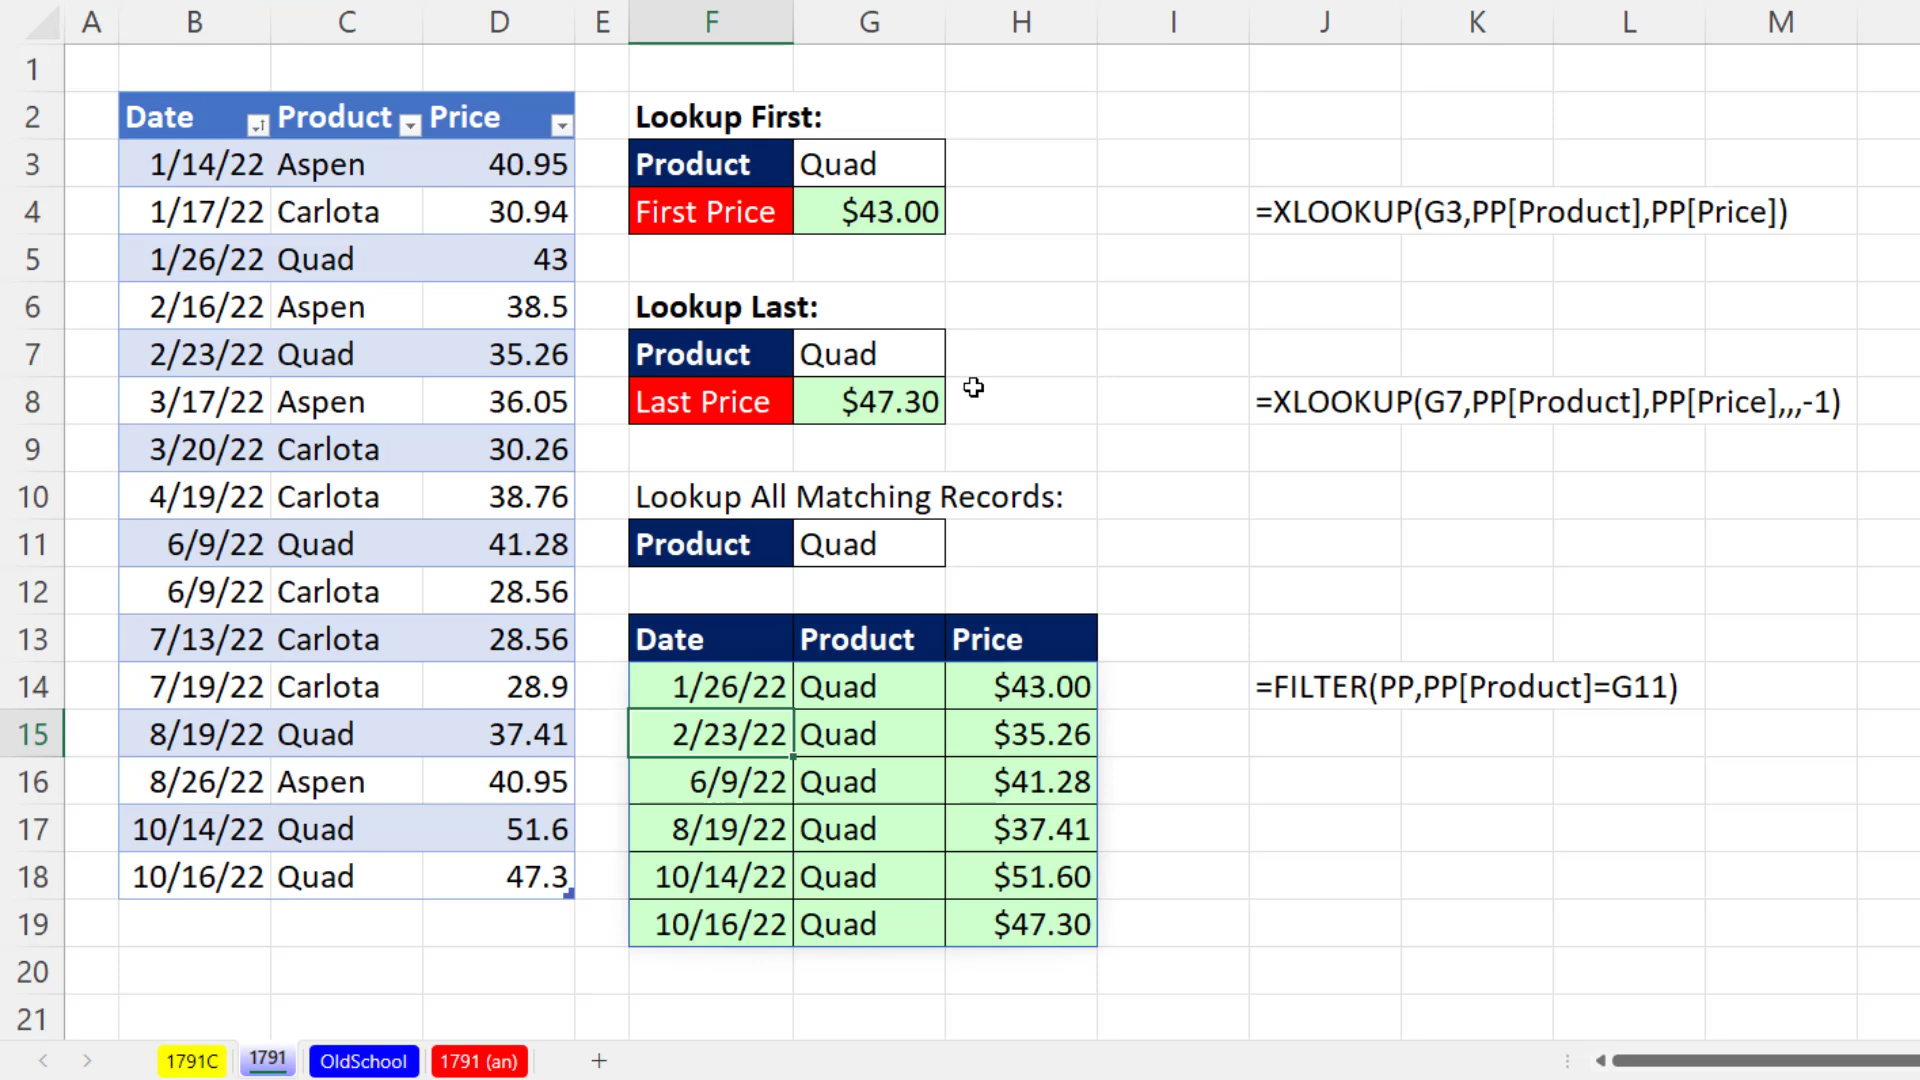 A B C D E F G H I J K L M
1
2 Date Product Price Lookup First:
3 1/14/22 Aspen 40.95 Product Quad
4 1/17/22 Carlota 30.94 First Price $43.00 =XLOOKUP(G3,PP[Product],PP[Price])
5 1/26/22 Quad 43
6 2/16/22 Aspen 38.5 Lookup Last:
7 2/23/22 Quad 35.26 Product Quad
8 3/17/22 Aspen 36.05 Last Price $47.30 =XLOOKUP(G7,PP[Product],PP[Price],,,-1)
9 3/20/22 Carlota 30.26
10 4/19/22 Carlota 38.76 Lookup All Matching Records:
11 6/9/22 Quad 41.28 Product Quad
12 6/9/22 Carlota 28.56
13 7/13/22 Carlota 28.56 Date Product Price
14 7/19/22 Carlota 28.9 1/26/22 Quad $43.00 =FILTER(PP,PP[Product]=G11)
15 8/19/22 Quad 37.41 2/23/22 Quad $35.26
16 8/26/22 Aspen 40.95 6/9/22 Quad $41.28
17 10/14/22 Quad 51.6 8/19/22 Quad $37.41
18 10/16/22 Quad 47.3 10/14/22 Quad $51.60
19 10/16/22 Quad $47.30
20
21
1791C 1791 OldSchool 1791 (an) +